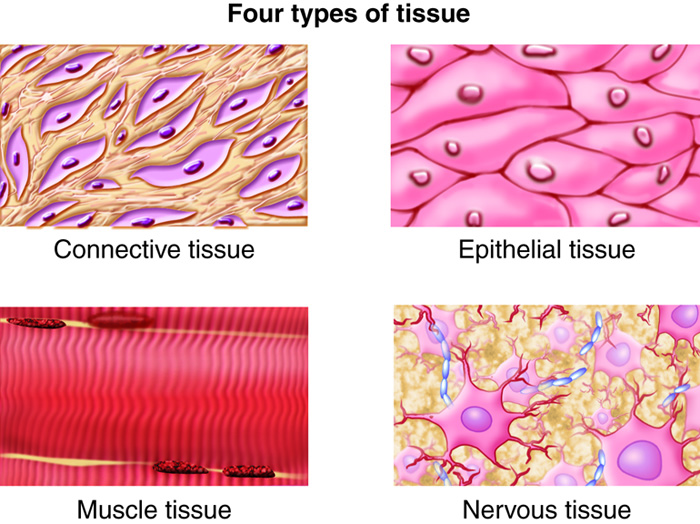 Four types of tissue
Connective tissue
Epithelial tissue
Muscle tissue
Nervous tissue